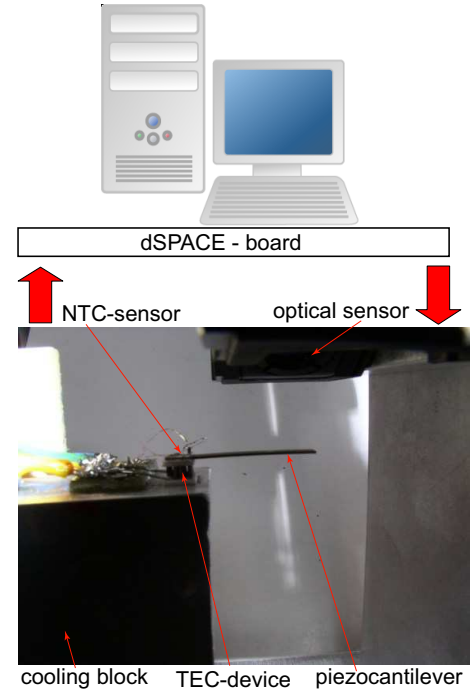 dSPACE - board
NTC-sensor
optical sensor
cooling block
TEC-device
piezocantilever